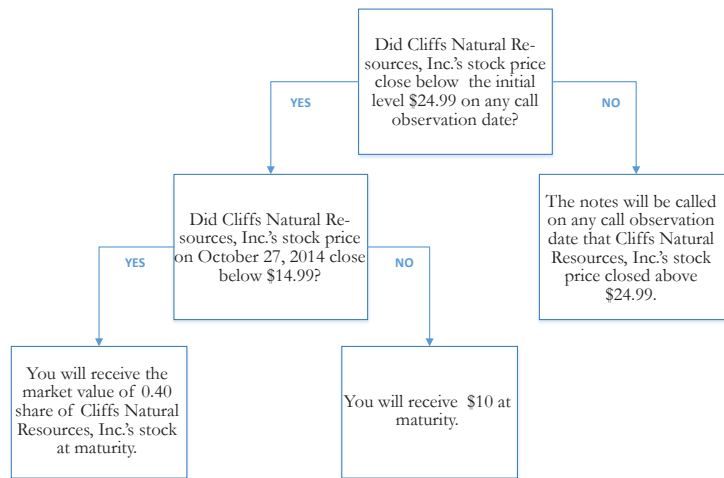 Did Cliffs Natural Re-
sources, Inc.'s stock price
close below the initial
level $24.99 on any call
observation date?
YES
NO
Did Cliffs Natural Re-
sources, Inc.'s stock price
on October 27, 2014 close
below $14.99?
The notes will be called
on any call observation
date that Cliffs Natural
Resources, Inc.'s stock
price closed above
$24.99.
YES
NO
You will receive the
market value of 0.40
share of Cliffs Natural
Resources, Inc.'s stock
at maturity.
You will receive $10 at
maturity.